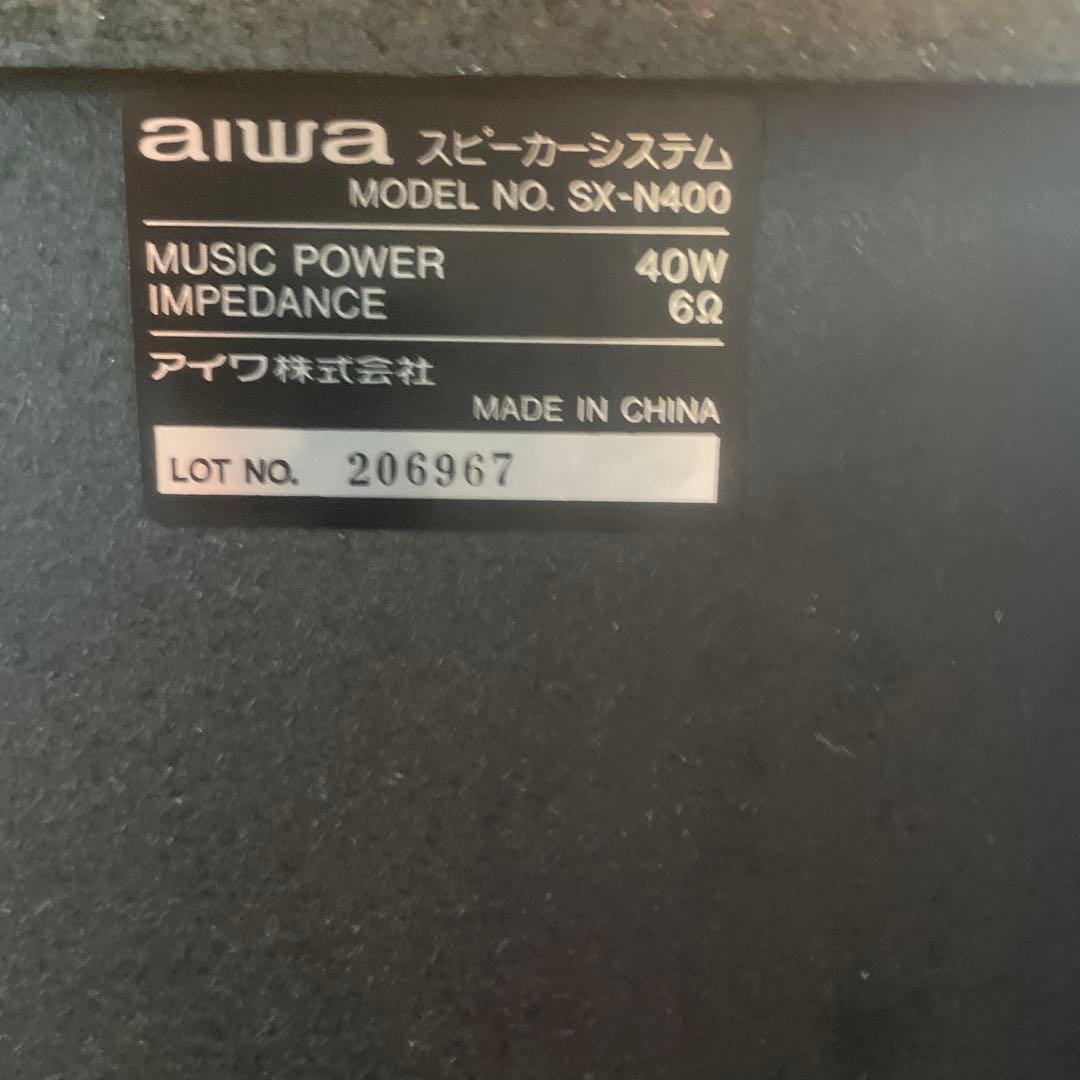 aiwa スピーカーシステム
MODEL NO. SX-N400
MUSIC POWER 40W
IMPEDANCE 6Ω
アイワ株式会社
MADE IN CHINA
LOT NO. 206967